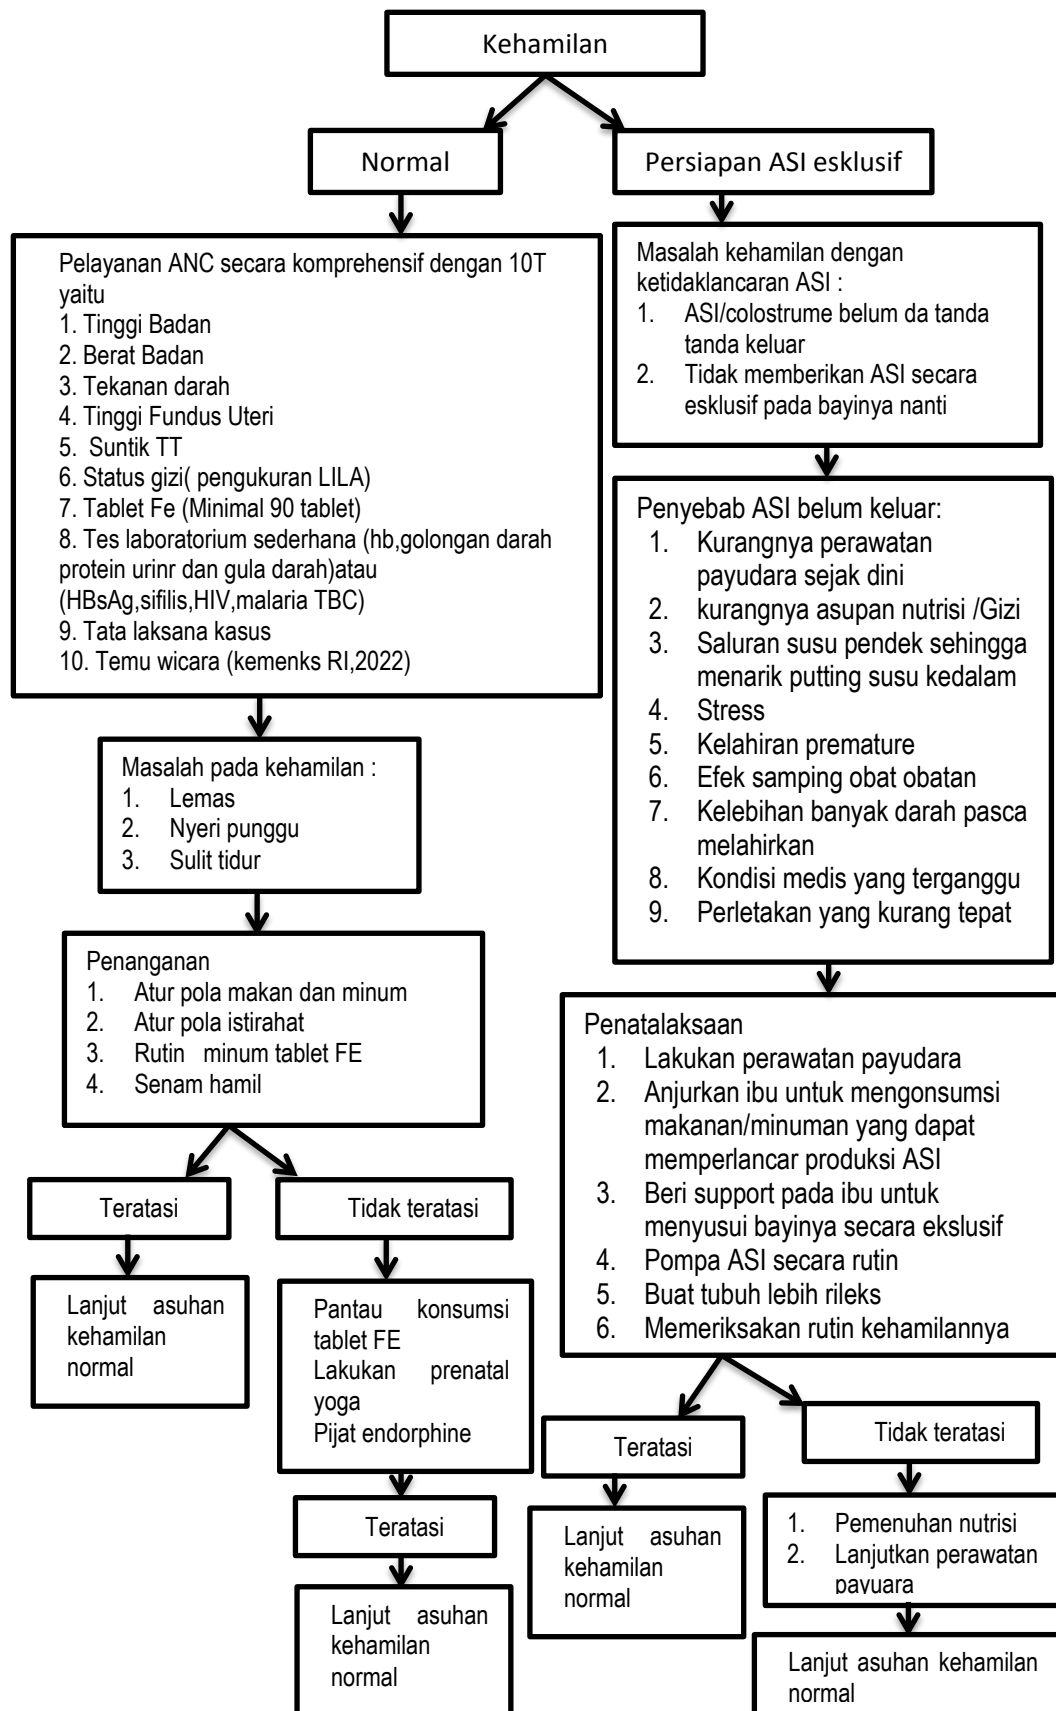 Kehamilan
Normal
Persiapan ASI esklusif
Pelayanan ANC secara komprehensif dengan 10T
yaitu
1. Tinggi Badan
2. Berat Badan
3. Tekanan darah
4. Tinggi Fundus Uteri
5. Suntik TT
6. Status gizi( pengukuran LILA)
7. Tablet Fe (Minimal 90 tablet)
8. Tes laboratorium sederhana (hb,golongan darah
protein urinr dan gula darah)atau
(HBsAg,sifilis,HIV,malaria TBC)
9. Tata laksana kasus
10. Temu wicara (kemenks RI,2022)
Masalah pada kehamilan :
1. Lemas
2. Nyeri punggu
3. Sulit tidur
Penanganan
1. Atur pola makan dan minum
2. Atur pola istirahat
3. Rutin minum tablet FE
4. Senam hamil
Teratasi
Tidak teratasi
Lanjut asuhan
kehamilan
normal
Pantau konsumsi
tablet FE
Lakukan prenatal
yoga
Pijat endorphine
Teratasi
Lanjut asuhan
kehamilan
normal
Masalah kehamilan dengan
ketidaklancaran ASI :
1. ASI/colostrume belum da tanda
tanda keluar
2. Tidak memberikan ASI secara
esklusif pada bayinya nanti
Penyebab ASI belum keluar:
1. Kurangnya perawatan
payudara sejak dini
2. kurangnya asupan nutrisi /Gizi
3. Saluran susu pendek sehingga
menarik putting susu kedalam
4. Stress
5. Kelahiran premature
6. Efek samping obat obatan
7. Kelebihan banyak darah pasca
melahirkan
8. Kondisi medis yang terganggu
9. Perletakan yang kurang tepat
Penatalaksaan
1. Lakukan perawatan payudara
2. Anjurkan ibu untuk mengonsumsi
makanan/minuman yang dapat
memperlancar produksi ASI
3. Beri support pada ibu untuk
menyusui bayinya secara ekslusif
4. Pompa ASI secara rutin
5. Buat tubuh lebih rileks
6. Memeriksakan rutin kehamilannya
Teratasi
Tidak teratasi
Lanjut asuhan
kehamilan
normal
1. Pemenuhan nutrisi
2. Lanjutkan perawatan
payuara
Lanjut asuhan kehamilan
normal